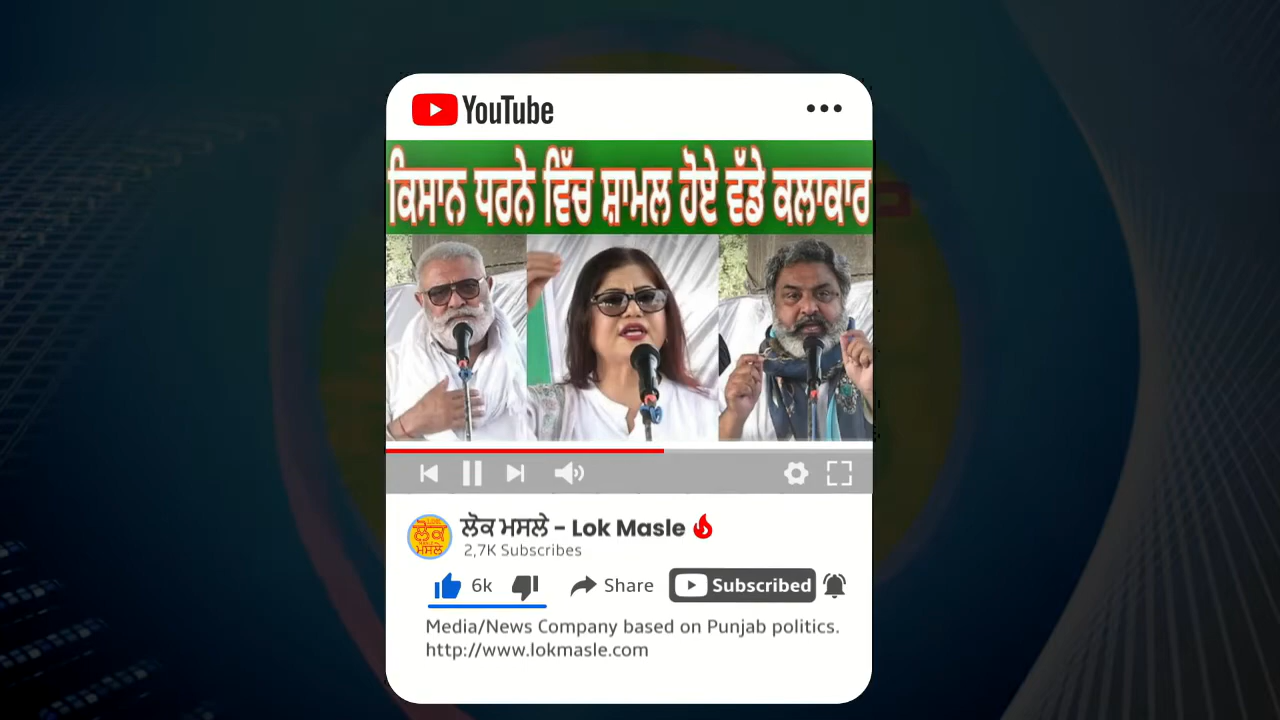 YouTube
ਕਿਸਾਨ ਧਰਨੇ ਵਿੱਚ ਸ਼ਾਮਲ ਹੋਏ ਵੱਡੇ ਕਲਾਕਾਰ
ਲੋਕ ਮਸਲੇ - Lok Masle
ਲੋਕ
ਮਸਲੇ
2,7K Subscribes
6k Share Subscribed
Media/News Company based on Punjab politics.
http://www.lokmasle.com